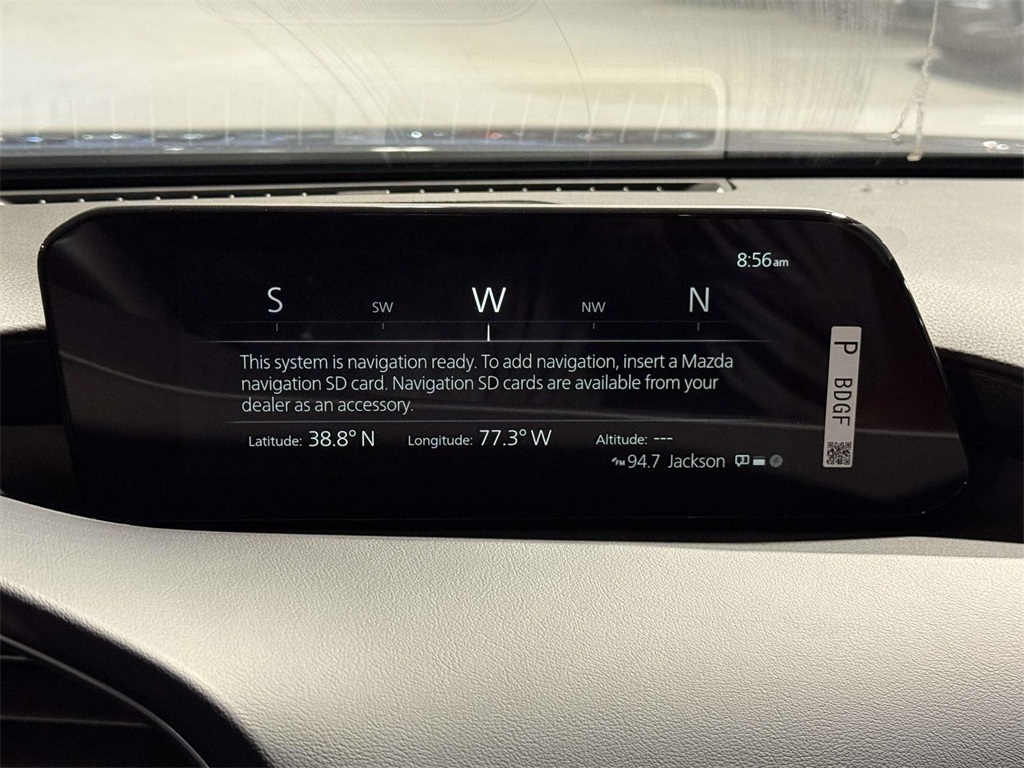 8:56am
S SW W NW N
This system is navigation ready. To add navigation, insert a Mazda
navigation SD card. Navigation SD cards are available from your
dealer as an accessory.
Latitude: 38.8° N Longitude: 77.3° W Altitude: ---
FM 94.7 Jackson
P BDGF